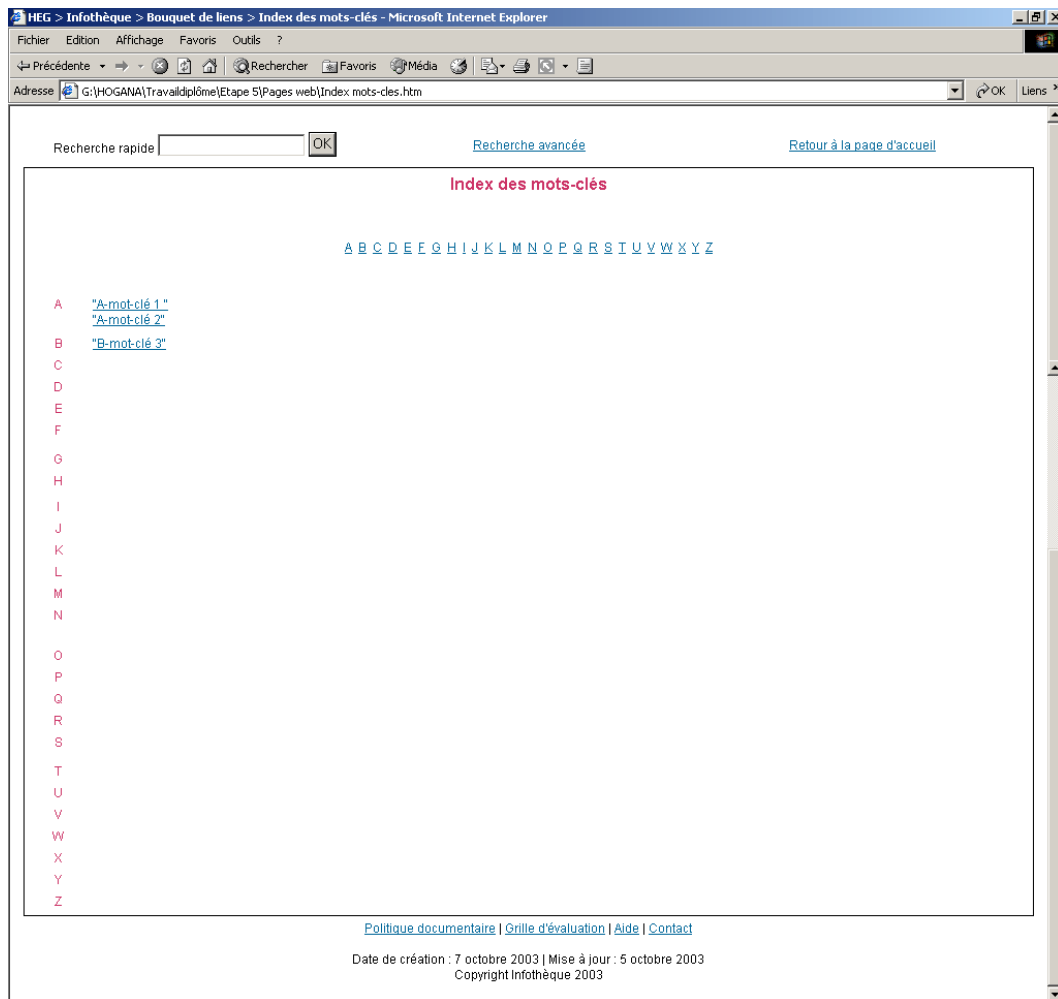 HEG > Infothèque > Bouquet de liens > Index des mots-clés - Microsoft Internet Explorer
Fichier Edition Affichage Favoris Outils ?
Précédente Rechercher Favoris Média
Adresse G:\HOGANA\Travaildiplôme\Etape 5\Pages web\Index mots-cles.htm OK Liens »
Recherche rapide OK Recherche avancée Retour à la page d'accueil
Index des mots-clés
A B C D E F G H I J K L M N O P Q R S T U V W X Y Z
A "A-mot-clé 1 "
"A-mot-clé 2"
B "B-mot-clé 3"
C
D
E
F
G
H
I
J
K
L
M
N
O
P
Q
R
S
T
U
V
W
X
Y
Z
Politique documentaire | Grille d'évaluation | Aide | Contact
Date de création : 7 octobre 2003 | Mise à jour : 5 octobre 2003
Copyright Infothèque 2003